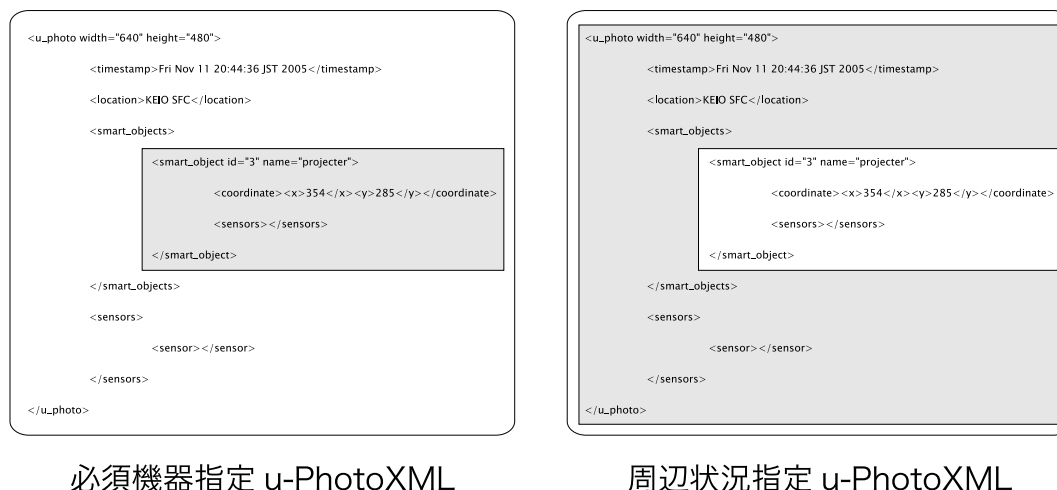 <u_photo width="640" height="480">
<timestamp>Fri Nov 11 20:44:36 JST 2005</timestamp>
<location>KEIO SFC</location>
<smart_objects>
<smart_object id="3" name="projecter">
<coordinate><x>354</x><y>285</y></coordinate>
<sensors></sensors>
</smart_object>
</smart_objects>
<sensors>
<sensor></sensor>
</sensors>
</u_photo>
必須機器指定 u-PhotoXML
<u_photo width="640" height="480">
<timestamp>Fri Nov 11 20:44:36 JST 2005</timestamp>
<location>KEIO SFC</location>
<smart_objects>
<smart_object id="3" name="projecter">
<coordinate><x>354</x><y>285</y></coordinate>
<sensors></sensors>
</smart_object>
</smart_objects>
<sensors>
<sensor></sensor>
</sensors>
</u_photo>
周辺状況指定 u-PhotoXML